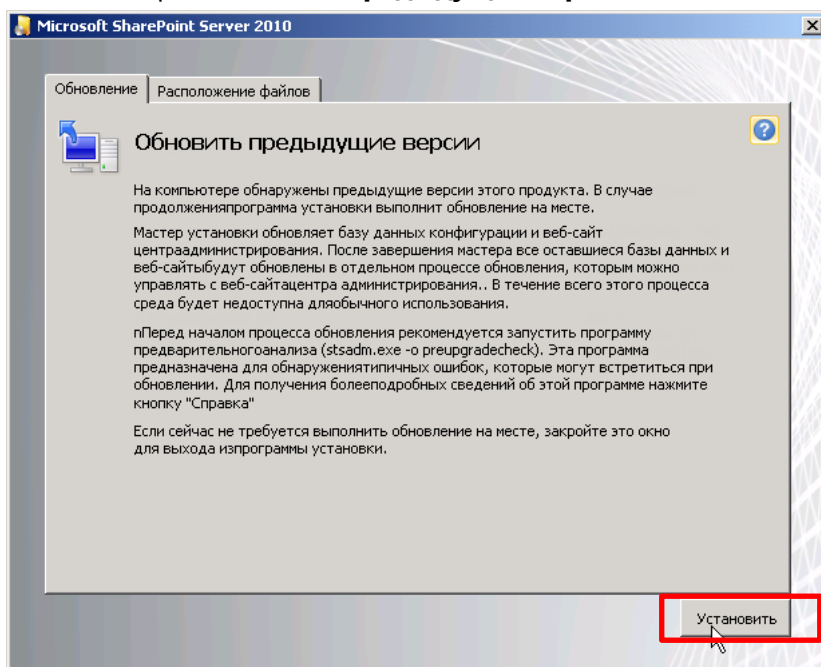 Microsoft SharePoint Server 2010
Обновление Расположение файлов
Обновить предыдущие версии
На компьютере обнаружены предыдущие версии этого продукта. В случае
продолженияпрограмма установки выполнит обновление на месте.
Мастер установки обновляет базу данных конфигурации и веб-сайт
центраадминистрирования. После завершения мастера все оставшиеся базы данных и
веб-сайтыбудут обновлены в отдельном процессе обновления, которым можно
управлять с веб-сайтацентра администрирования.. В течение всего этого процесса
среда будет недоступна дляобычного использования.
nПеред началом процесса обновления рекомендуется запустить программу
предварительногоанализа (stsadm.exe -o preupgradecheck). Эта программа
предназначена для обнаружениятипичных ошибок, которые могут встретиться при
обновлении. Для получения болееподробных сведений об этой программе нажмите
кнопку "Справка"
Если сейчас не требуется выполнить обновление на месте, закройте это окно
для выхода изпрограммы установки.
Установить